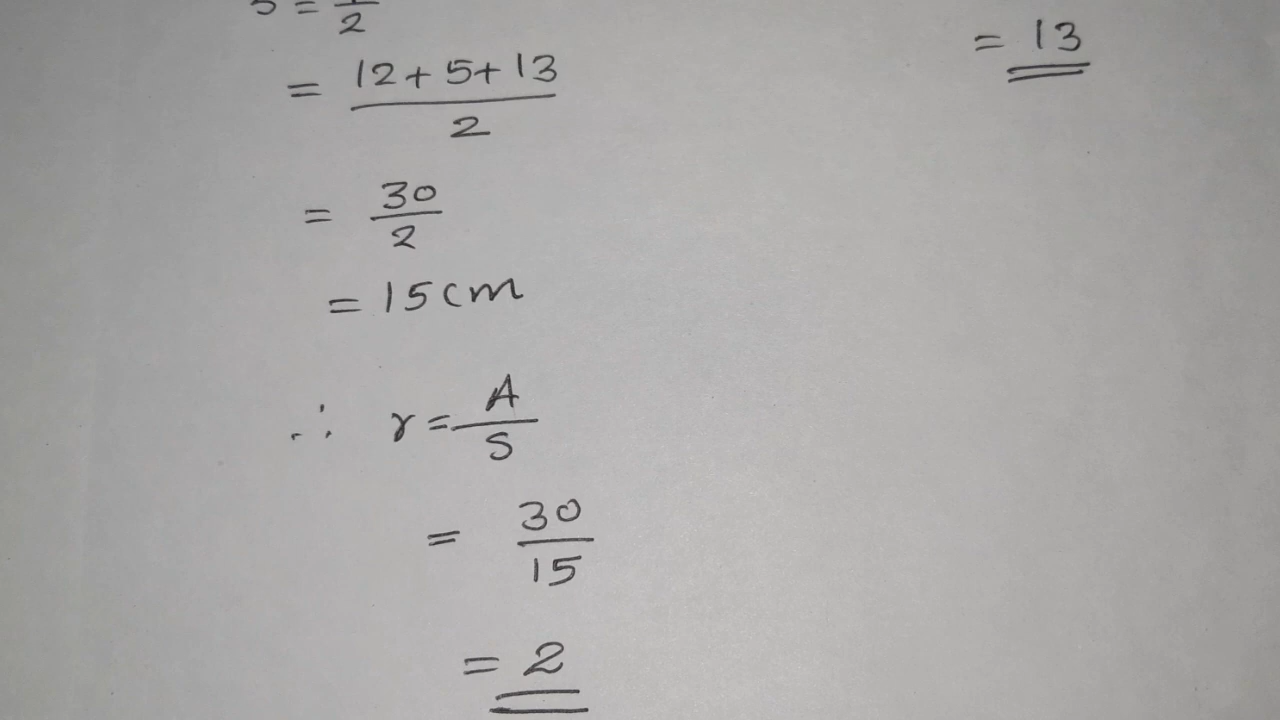 = 13
= 12+5+13
2
= 30
2
= 15cm
∴ r = A
S
= 30
15
= 2